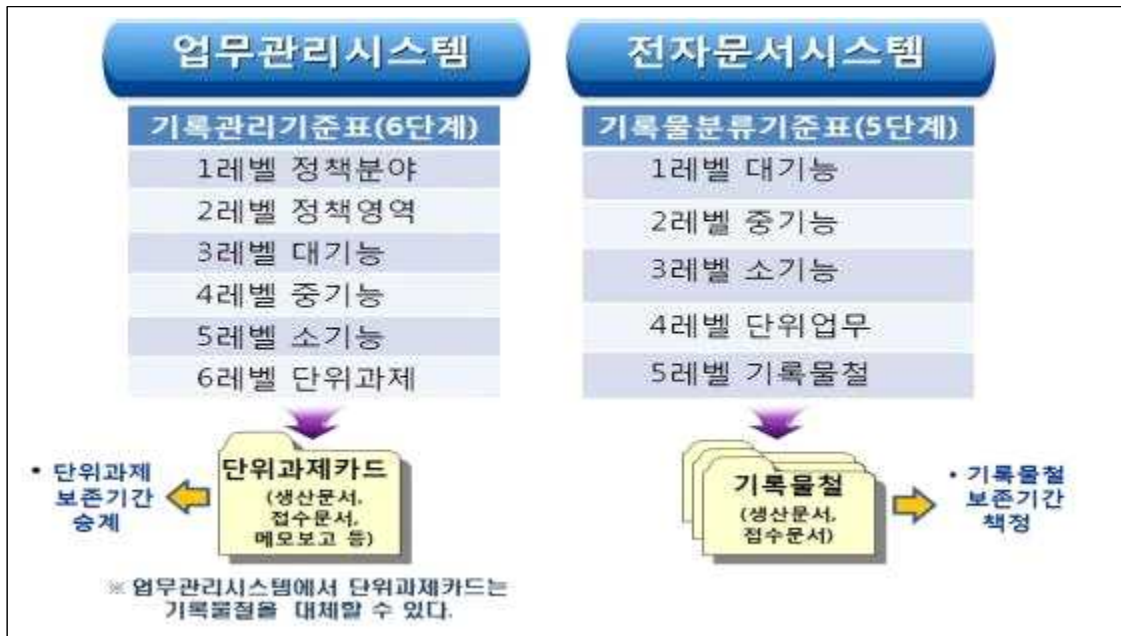 업무관리시스템
기록관리기준표(6단계)
1레벨 정책분야
2레벨 정책영역
3레벨 대기능
4레벨 중기능
5레벨 소기능
6레벨 단위과제
단위과제카드
(생산문서,
접수문서,
메모보고 등)
• 단위과제
보존기간
승계
※ 업무관리시스템에서 단위과제카드는
기록물철을 대체할 수 있다.
전자문서시스템
기록물분류기준표(5단계)
1레벨 대기능
2레벨 중기능
3레벨 소기능
4레벨 단위업무
5레벨 기록물철
기록물철
(생산문서,
접수문서)
• 기록물철
보존기간
책정